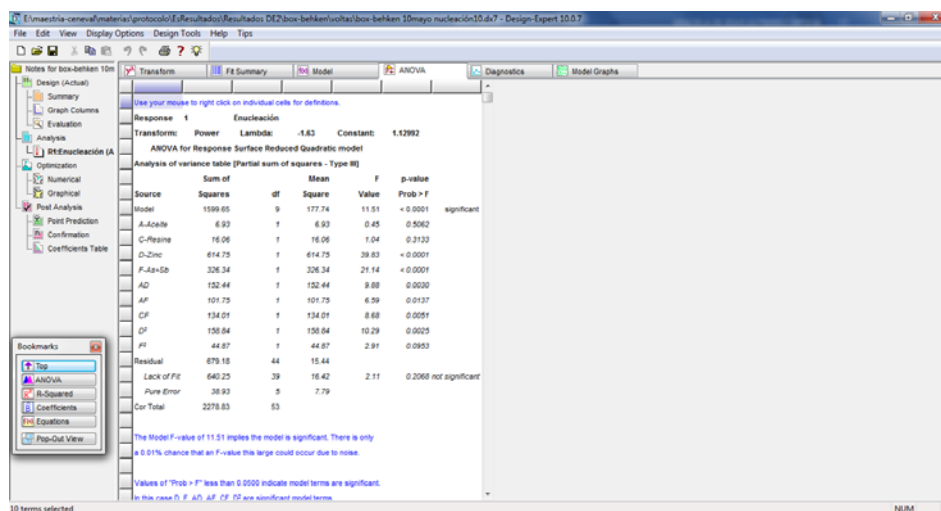 E:\maestria-ceneval\materias\protocolo\EsResultados\Resultados DE2\box-behken\voltas\box-behken 10mayo nucleación10.dx7 - Design-Expert 10.0.7
File Edit View Display Options Design Tools Help Tips
Notes for box-behken 10m
Design (Actual)
Summary
Graph Columns
Evaluation
Analysis
R1:Enucleación (A
Optimization
Numerical
Graphical
Post Analysis
Point Prediction
Confirmation
Coefficients Table
Bookmarks
Top
ANOVA
R-Squared
Coefficients
Equations
Pop-Out View
Transform Fit Summary Model ANOVA Diagnostics Model Graphs
Use your mouse to right click on individual cells for definitions.
Response 1 Enucleación
Transform: Power Lambda: -1.63 Constant: 1.12992
ANOVA for Response Surface Reduced Quadratic model
Analysis of variance table [Partial sum of squares - Type III]
Sum of Mean F p-value
Source Squares df Square Value Prob > F
Model 1599.65 9 177.74 11.51 < 0.0001 significant
A-Aceite 6.93 1 6.93 0.45 0.5062
C-Resina 16.06 1 16.06 1.04 0.3133
D-Zinc 614.75 1 614.75 39.83 < 0.0001
F-As+Sb 326.34 1 326.34 21.14 < 0.0001
AD 152.44 1 152.44 9.88 0.0030
AF 101.75 1 101.75 6.59 0.0137
CF 134.01 1 134.01 8.68 0.0051
D² 158.84 1 158.84 10.29 0.0025
F² 44.87 1 44.87 2.91 0.0953
Residual 679.18 44 15.44
Lack of Fit 640.25 39 16.42 2.11 0.2068 not significant
Pure Error 38.93 5 7.79
Cor Total 2278.83 53
The Model F-value of 11.51 implies the model is significant. There is only
a 0.01% chance that an F-value this large could occur due to noise.
Values of "Prob > F" less than 0.0500 indicate model terms are significant.
In this case D, F, AD, AF, CF, D² are significant model terms.
10 terms selected
NUM